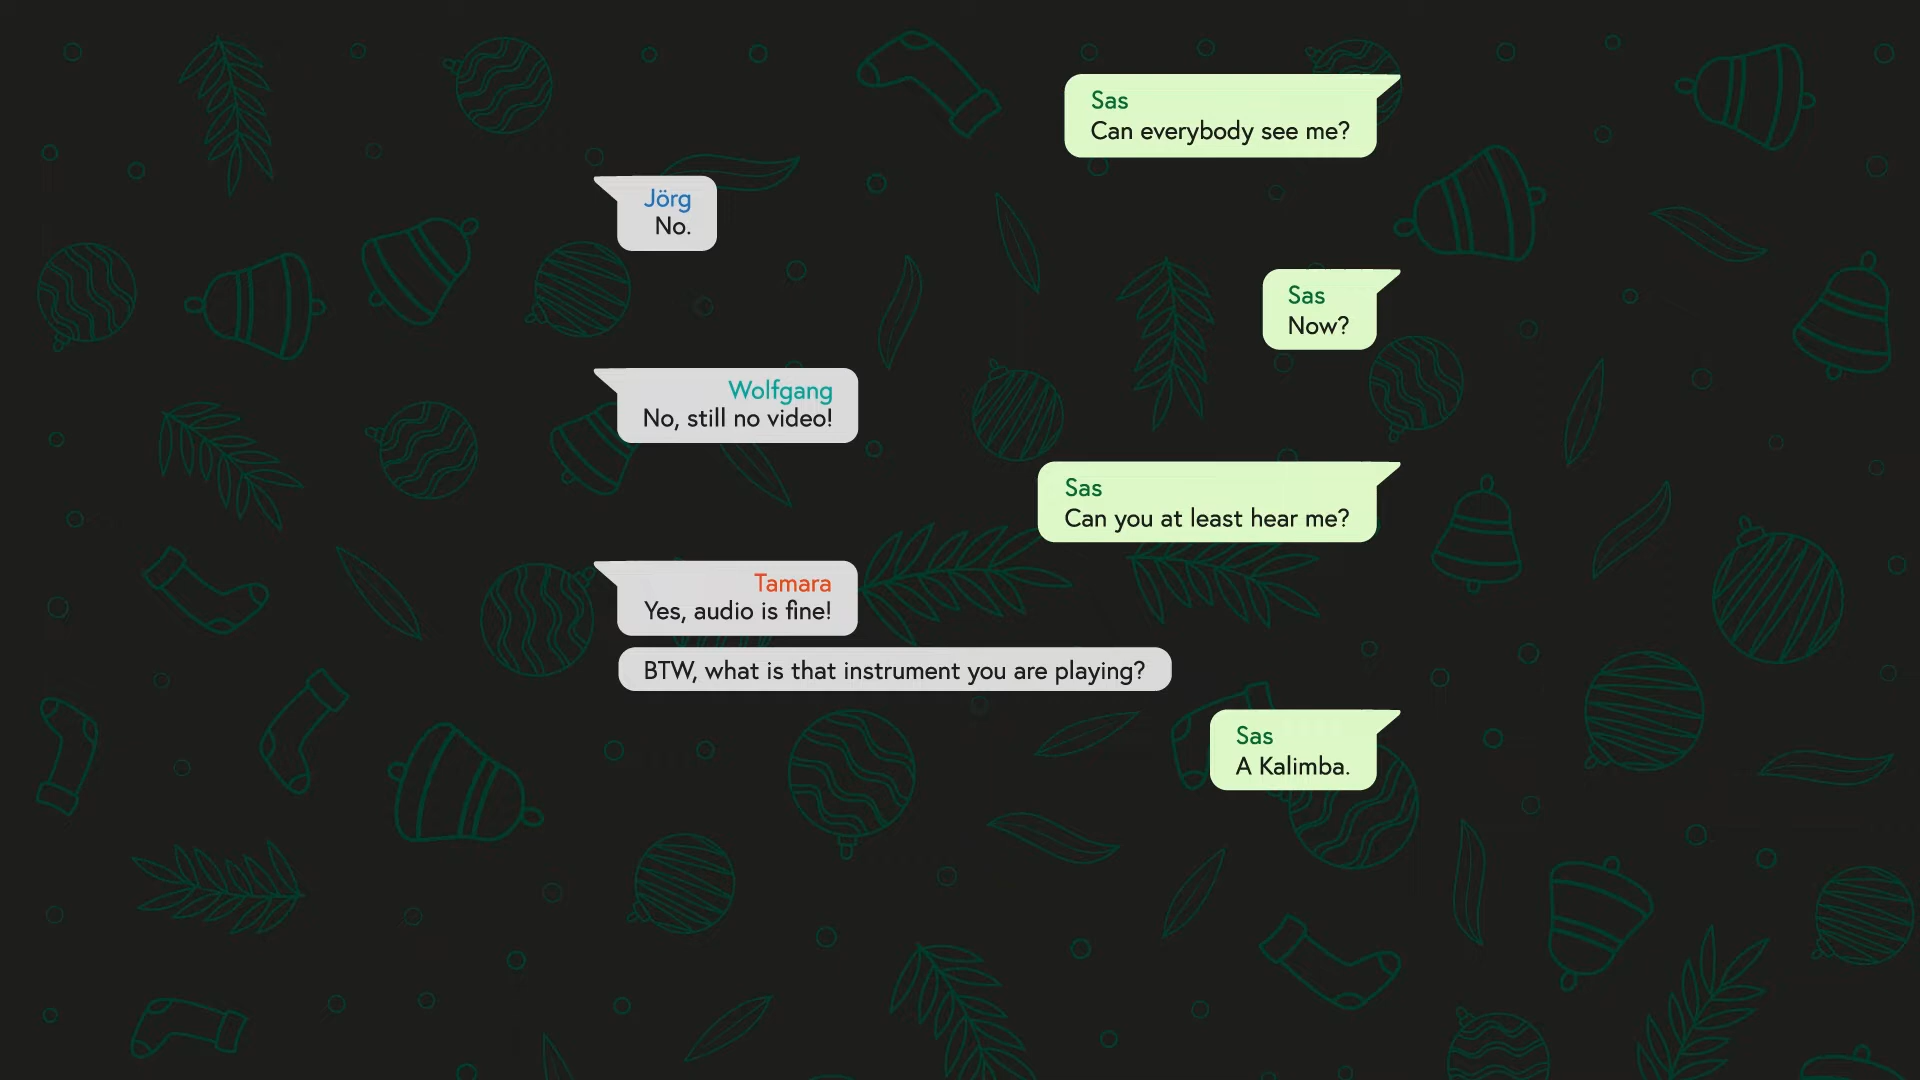 Sas
Can everybody see me?
Jörg
No.
Sas
Now?
Wolfgang
No, still no video!
Sas
Can you at least hear me?
Tamara
Yes, audio is fine!
BTW, what is that instrument you are playing?
Sas
A Kalimba.